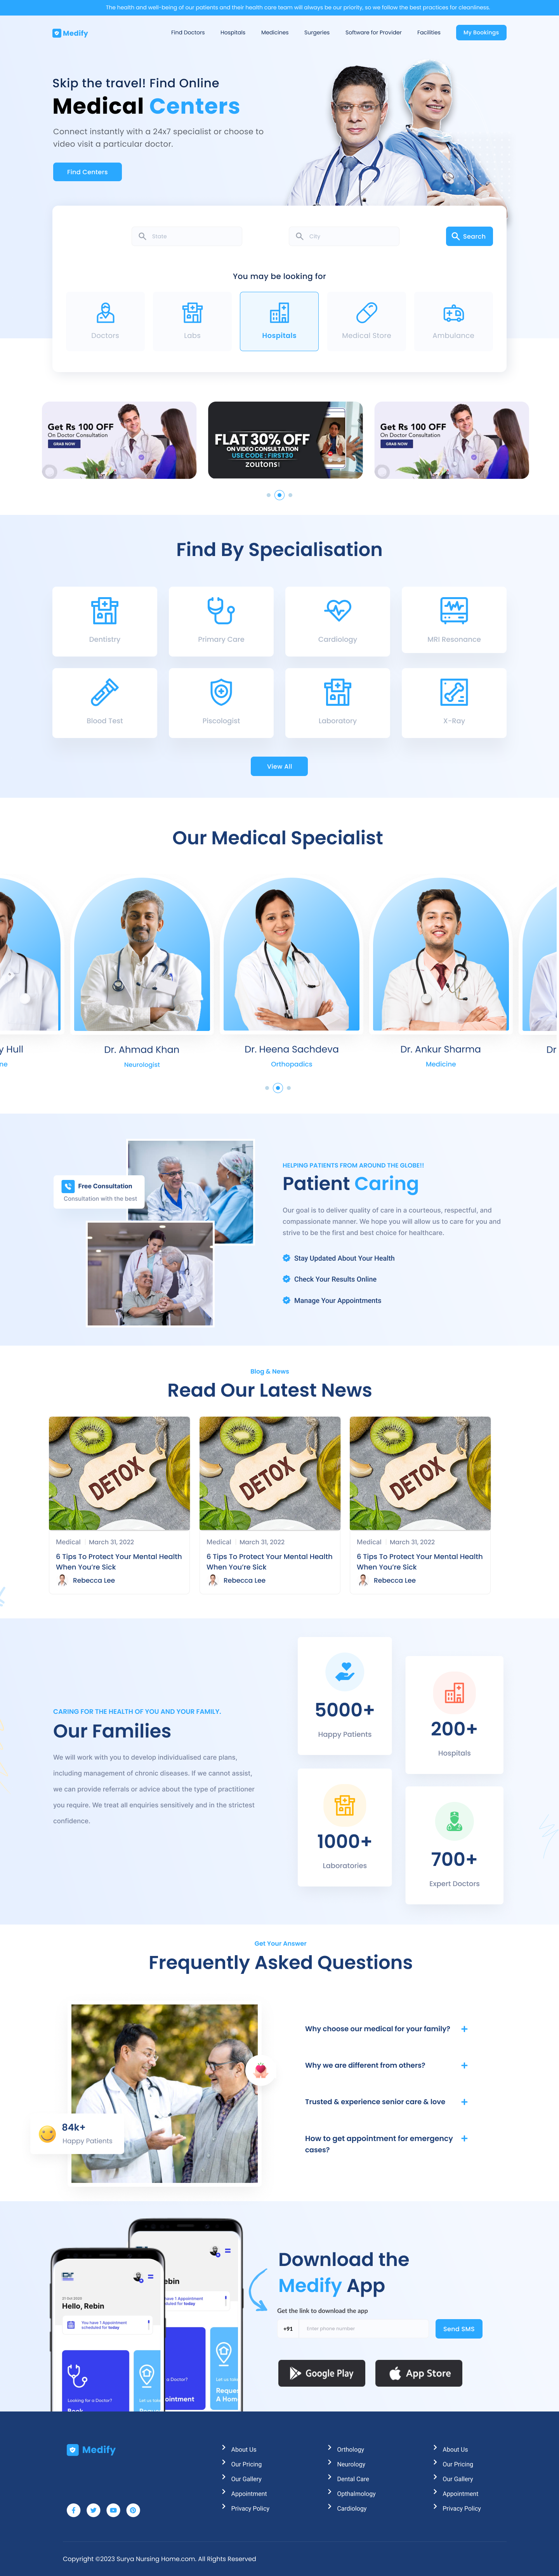 The health and well-being of our patients and their health care team will always be our priority, so we follow the best practices for cleanliness.
Medify
Find Doctors
Hospitals
Medicines
Surgeries
Software for Provider
Facilities
My Bookings
Skip the travel! Find Online
Medical Centers
Connect instantly with a 24x7 specialist or choose to
video visit a particular doctor.
Find Centers
State
City
Search
You may be looking for
Doctors
Labs
Hospitals
Medical Store
Ambulance
Get Rs 100 OFF
On Doctor Consultation
GRAB NOW
FLAT 30% OFF
ON VIDEO CONSULTATION
USE CODE : FIRST30
zoutons!
Get Rs 100 OFF
On Doctor Consultation
GRAB NOW
Find By Specialisation
Dentistry
Primary Care
Cardiology
MRI Resonance
Blood Test
Piscologist
Laboratory
X-Ray
View All
Our Medical Specialist
y Hull
ne
Dr. Ahmad Khan
Neurologist
Dr. Heena Sachdeva
Orthopadics
Dr. Ankur Sharma
Medicine
Dr
Free Consultation
Consultation with the best
HELPING PATIENTS FROM AROUND THE GLOBE!!
Patient Caring
Our goal is to deliver quality of care in a courteous, respectful, and
compassionate manner. We hope you will allow us to care for you and
strive to be the first and best choice for healthcare.
Stay Updated About Your Health
Check Your Results Online
Manage Your Appointments
Blog & News
Read Our Latest News
DETOX
Medical
March 31, 2022
6 Tips To Protect Your Mental Health
When You're Sick
Rebecca Lee
DETOX
Medical
March 31, 2022
6 Tips To Protect Your Mental Health
When You're Sick
Rebecca Lee
DETOX
Medical
March 31, 2022
6 Tips To Protect Your Mental Health
When You're Sick
Rebecca Lee
CARING FOR THE HEALTH OF YOU AND YOUR FAMILY.
Our Families
We will work with you to develop individualised care plans,
including management of chronic diseases. If we cannot assist,
we can provide referrals or advice about the type of practitioner
you require. We treat all enquiries sensitively and in the strictest
confidence.
5000+
Happy Patients
200+
Hospitals
1000+
Laboratories
700+
Expert Doctors
Get Your Answer
Frequently Asked Questions
84k+
Happy Patients
Why choose our medical for your family?
Why we are different from others?
Trusted & experience senior care & love
How to get appointment for emergency
cases?
Hello, Rebin
You have 1 Appointment
scheduled for today
Looking for a Doctor?
Book
ebin
1 Appointment
today
a Doctor?
ointment
Let us take
Reques
A Hom
Download the
Medify App
Get the link to download the app
+91
Enter phone number
Send SMS
Google Play
App Store
Medify
About Us
Our Pricing
Our Gallery
Appointment
Privacy Policy
Orthology
Neurology
Dental Care
Opthalmology
Cardiology
About Us
Our Pricing
Our Gallery
Appointment
Privacy Policy
Copyright ©2023 Surya Nursing Home.com. All Rights Reserved